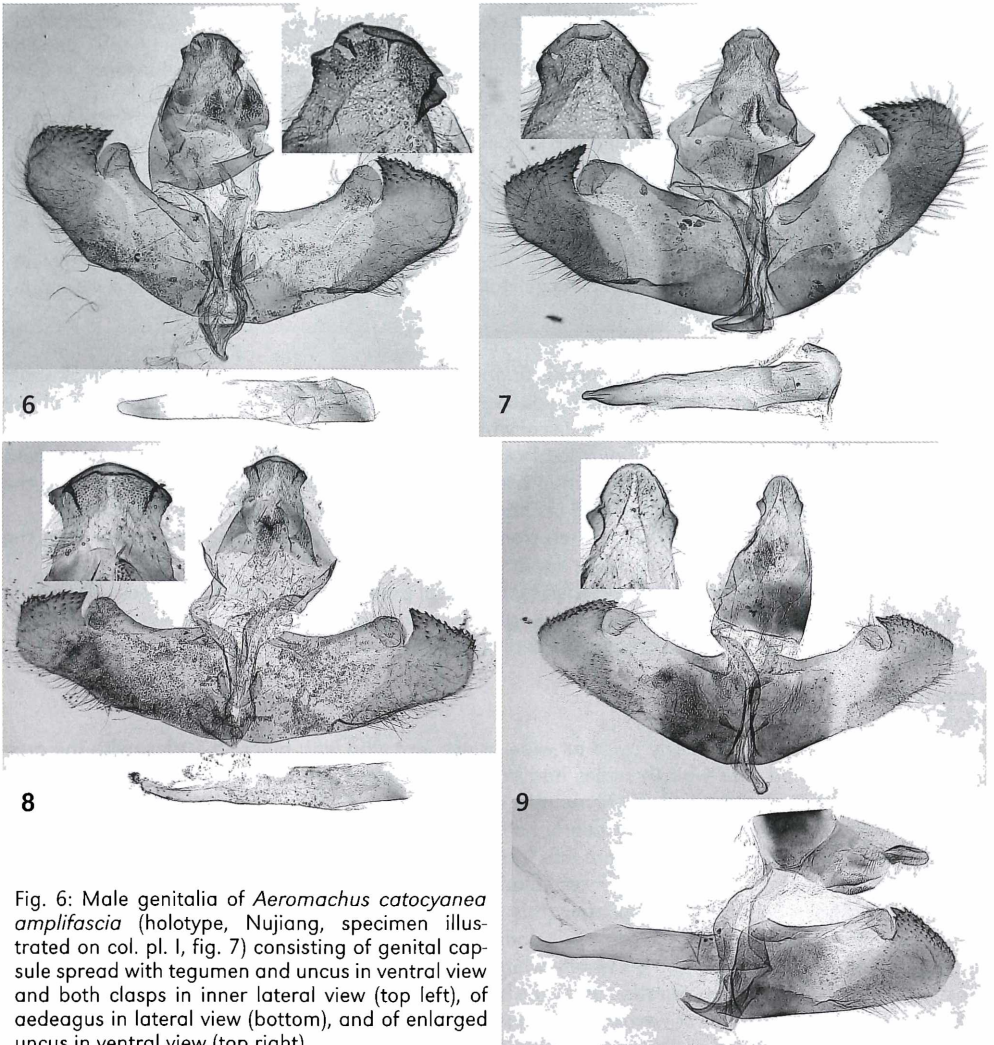 6
7
8
9
Fig. 6: Male genitalia of Aeromachus catocyanea
amplifascia (holotype, Nujiang, specimen illus-
trated on col. pl. I, fig. 7) consisting of genital cap-
sule spread with tegumen and uncus in ventral view
and both clasps in inner lateral view (top left), of
aedeagus in lateral view (bottom), and of enlarged
uncus in ventral view (top right).